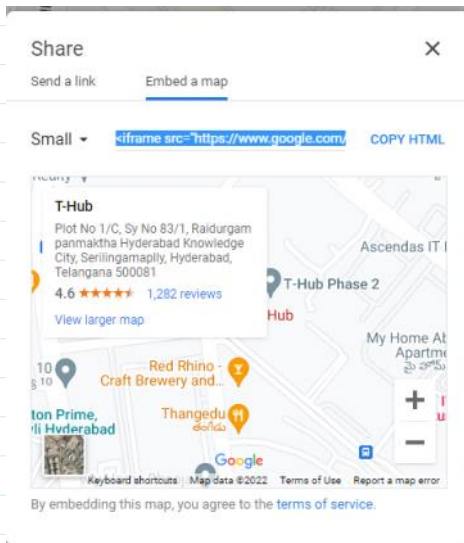 Share
Send a link
Embed a map
Small
<iframe src="https://www.google.com/
COPY HTML
T-Hub
Plot No 1/C, Sy No 83/1, Raidurgam
panmaktha Hyderabad Knowledge
City, Serilingamaplly, Hyderabad,
Telangana 500081
4.6
1,282 reviews
View larger map
Ascendas IT
T-Hub Phase 2
Hub
My Home Ab
Apartme
10
Red Rhino -
Craft Brewery and...
ton Prime,
yli Hyderabad
Thangedu
తంగేడు
Google
Keyboard shortcuts
Map data ©2022
Terms of Use
Report a map error
By embedding this map, you agree to the terms of service.